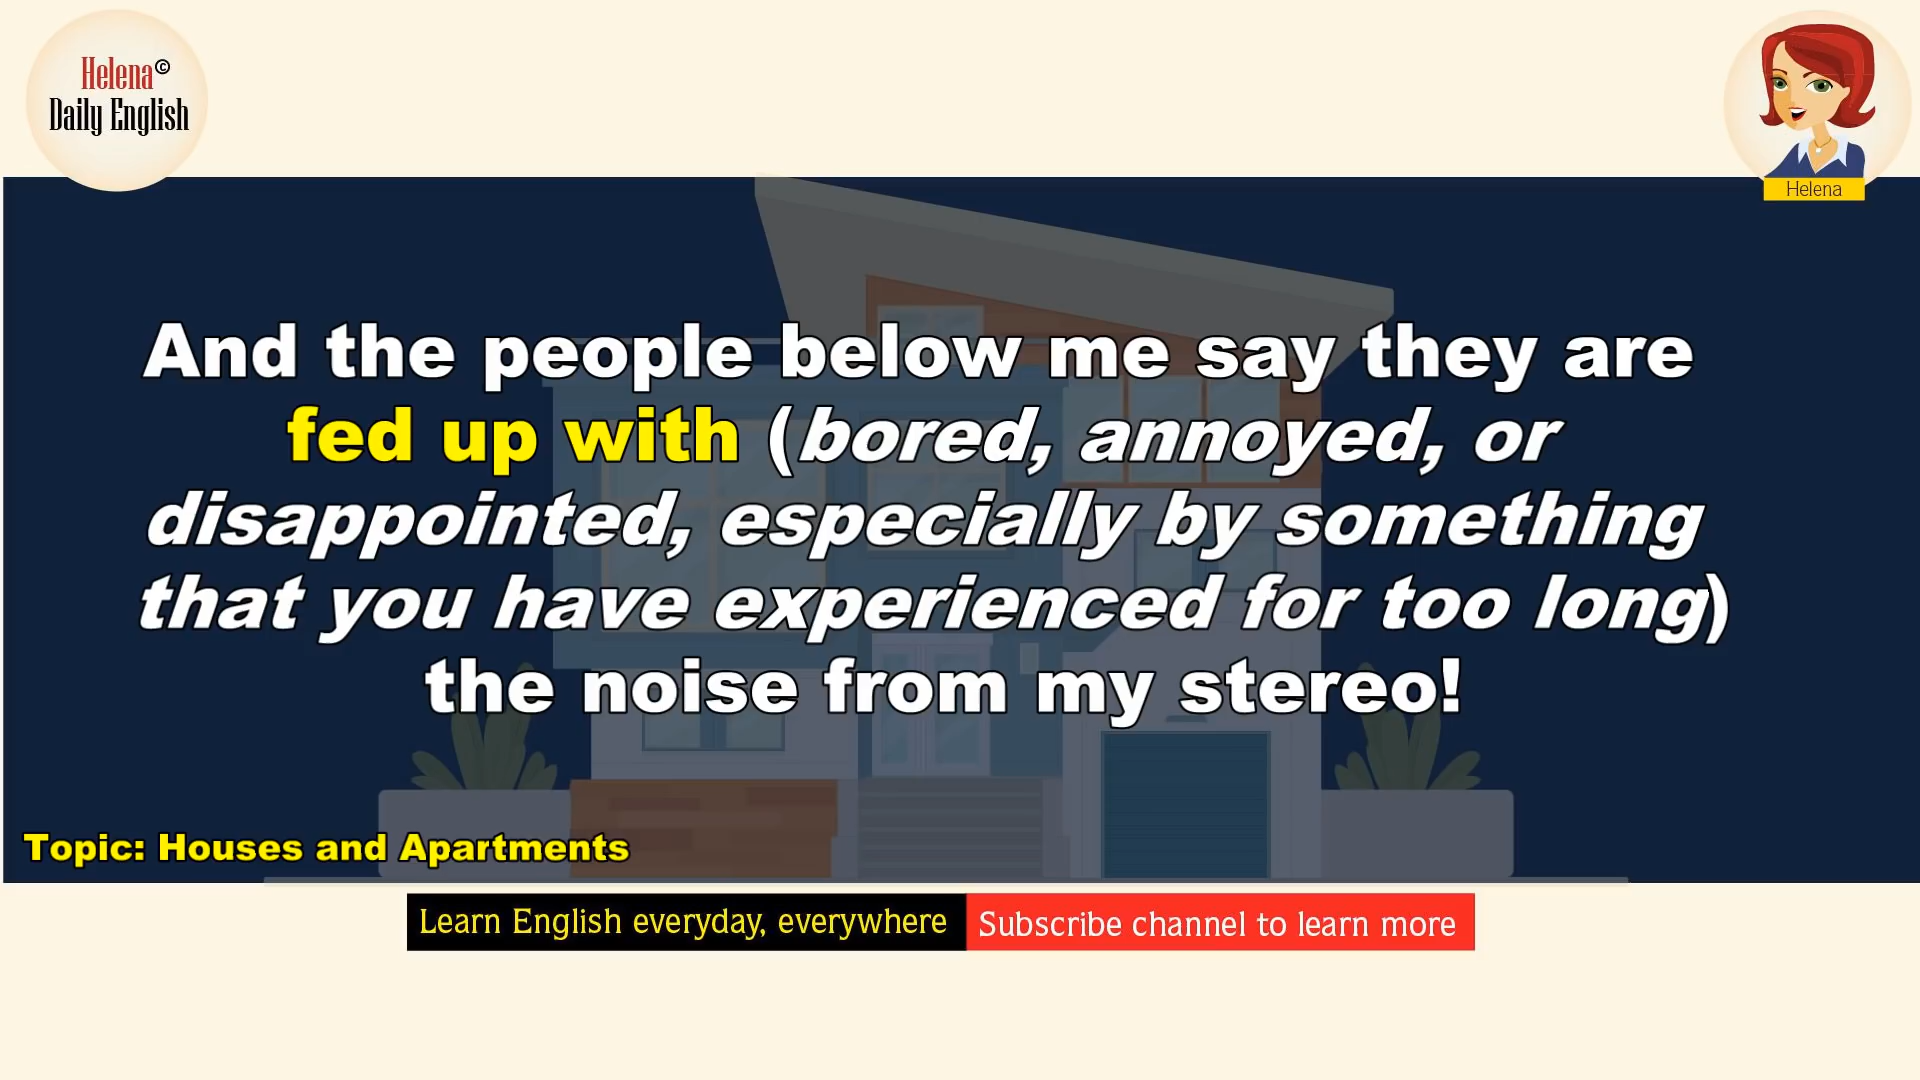 Helena©
Daily English
Helena
And the people below me say they are
fed up with (bored, annoyed, or
disappointed, especially by something
that you have experienced for too long)
the noise from my stereo!
Topic: Houses and Apartments
Learn English everyday, everywhere
Subscribe channel to learn more